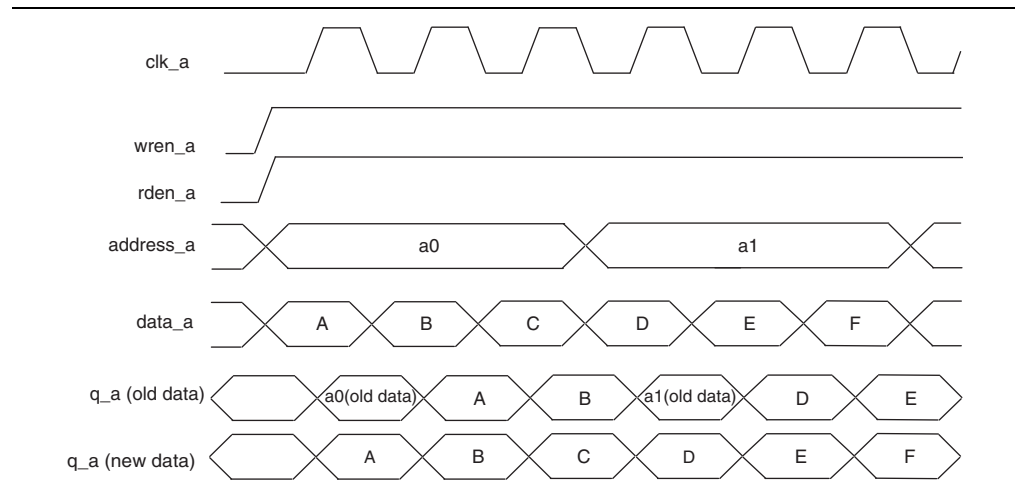 clk_a
wren_a
rden_a
address_a a0 a1
data_a A B C D E F
q_a (old data) a0(old data) A B a1(old data) D E
q_a (new data) A B C D E F